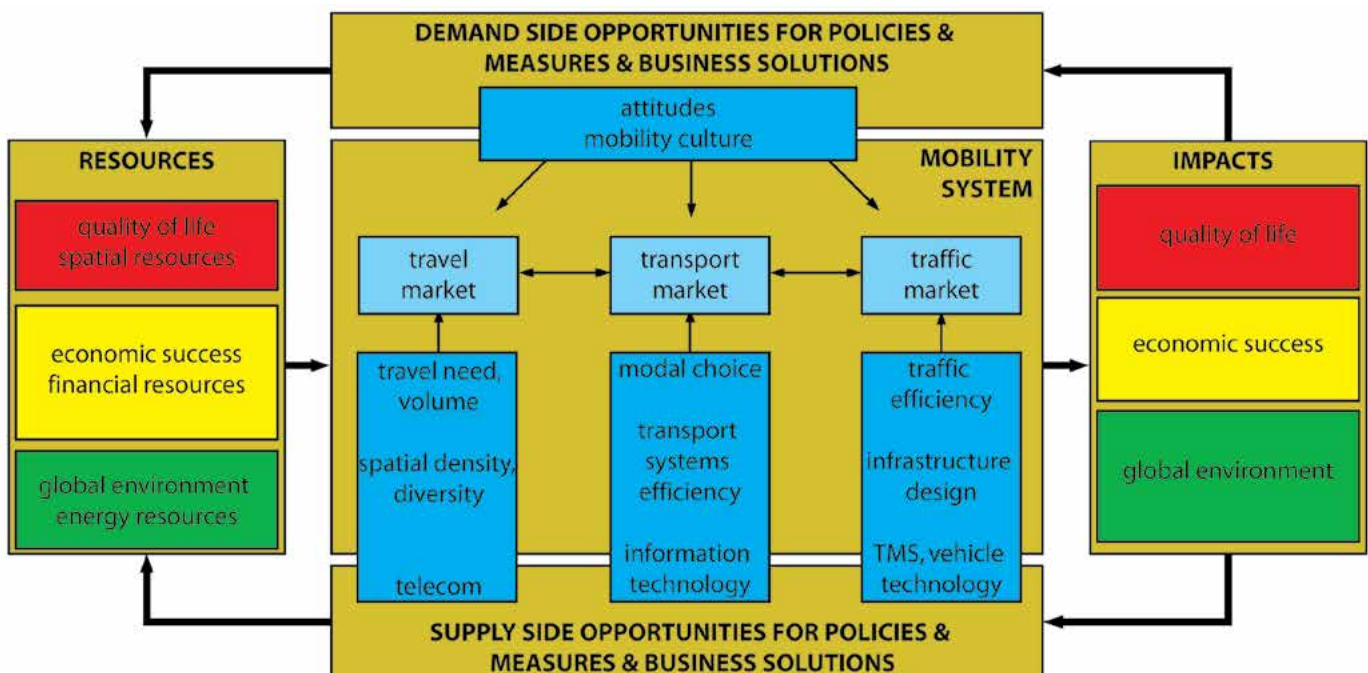 DEMAND SIDE OPPORTUNITIES FOR POLICIES &
MEASURES & BUSINESS SOLUTIONS
attitudes
mobility culture
RESOURCES
quality of life
spatial resources
economic success
financial resources
global environment
energy resources
MOBILITY
SYSTEM
travel
market
transport
market
traffic
market
travel need,
volume
spatial density,
diversity
telecom
modal choice
transport
systems
efficiency
information
technology
traffic
efficiency
infrastructure
design
TMS, vehicle
technology
IMPACTS
quality of life
economic success
global environment
SUPPLY SIDE OPPORTUNITIES FOR POLICIES &
MEASURES & BUSINESS SOLUTIONS